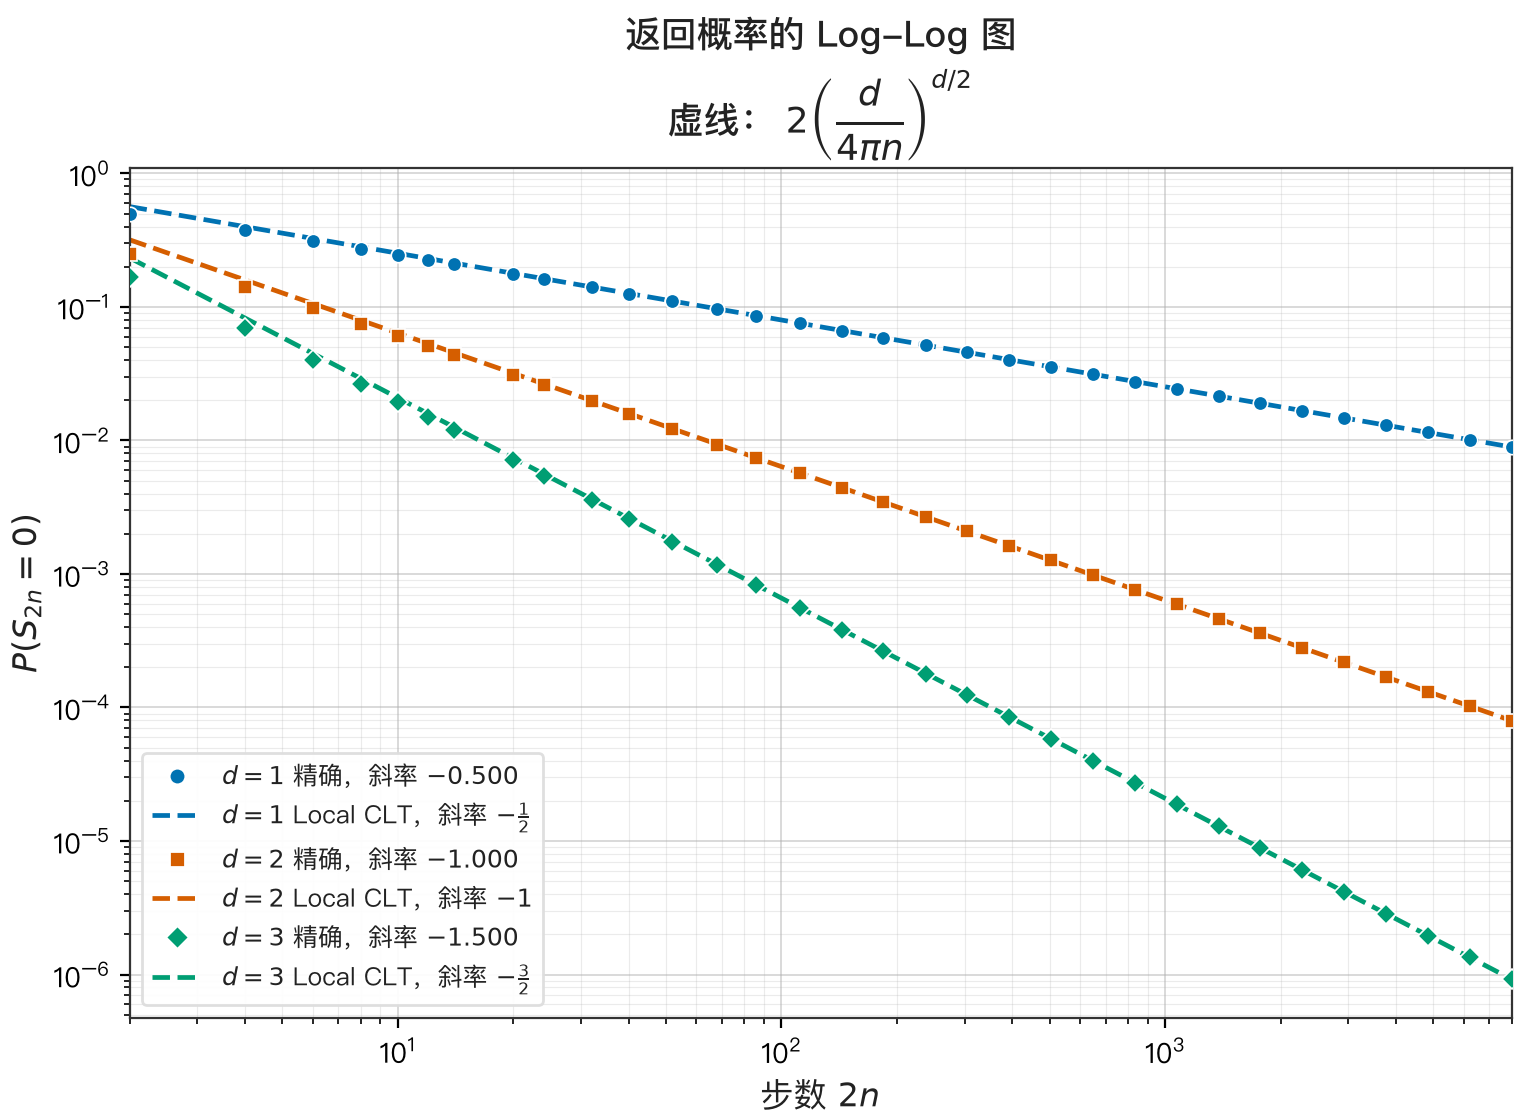 返回概率的 Log–Log 图
虚线： 2(d/4πn)^{d/2}
10^0
10^{−1}
10^{−2}
10^{−3}
10^{−4}
10^{−5}
10^{−6}
P(S_{2n} = 0)
d = 1 精确，斜率 −0.500
d = 1 Local CLT，斜率 −1/2
d = 2 精确，斜率 −1.000
d = 2 Local CLT，斜率 −1
d = 3 精确，斜率 −1.500
d = 3 Local CLT，斜率 −3/2
10^1
10^2
10^3
步数 2n